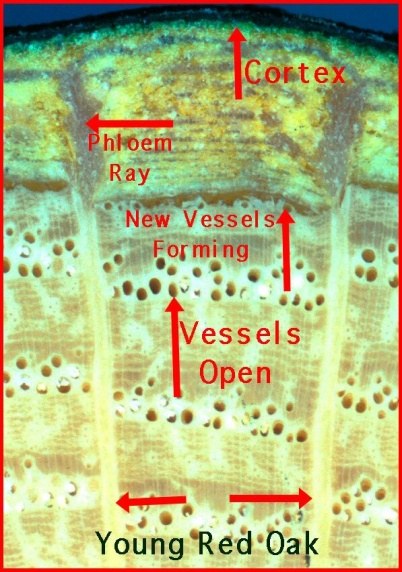 Cortex
Phloem
Ray
New Vessels
Forming
Vessels
Open
Young Red Oak